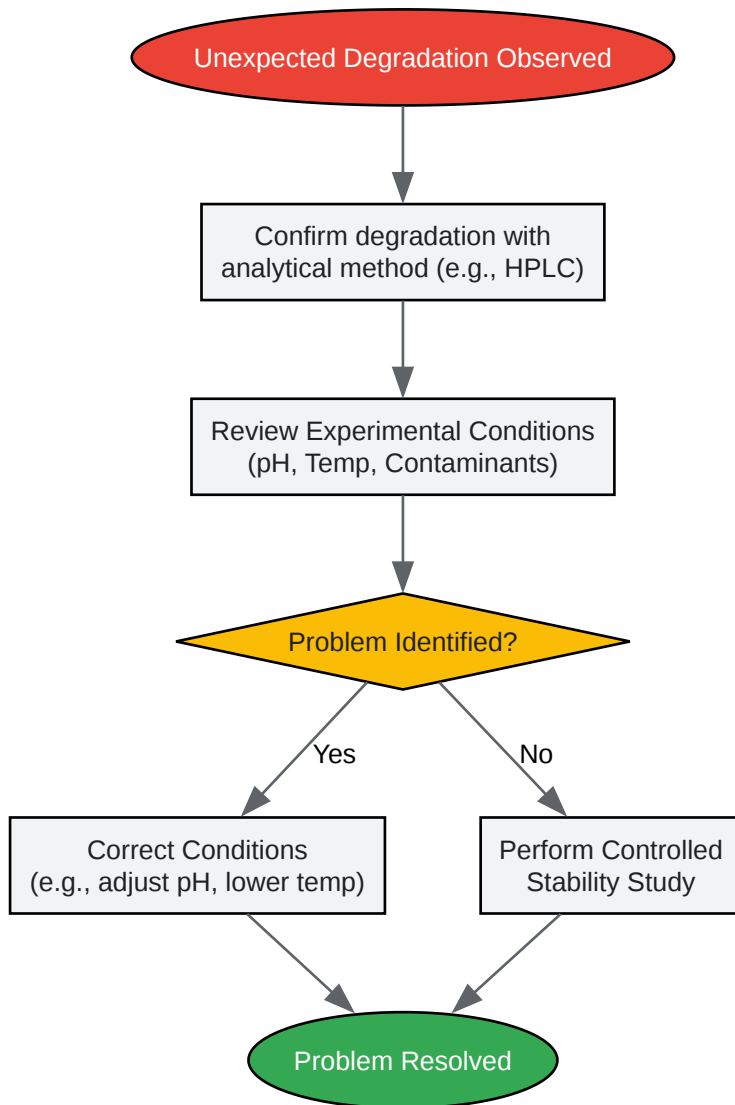 Unexpected Degradation Observed
Confirm degradation with
analytical method (e.g., HPLC)
Review Experimental Conditions
(pH, Temp, Contaminants)
Problem Identified?
Yes
No
Correct Conditions
(e.g., adjust pH, lower temp)
Perform Controlled
Stability Study
Problem Resolved